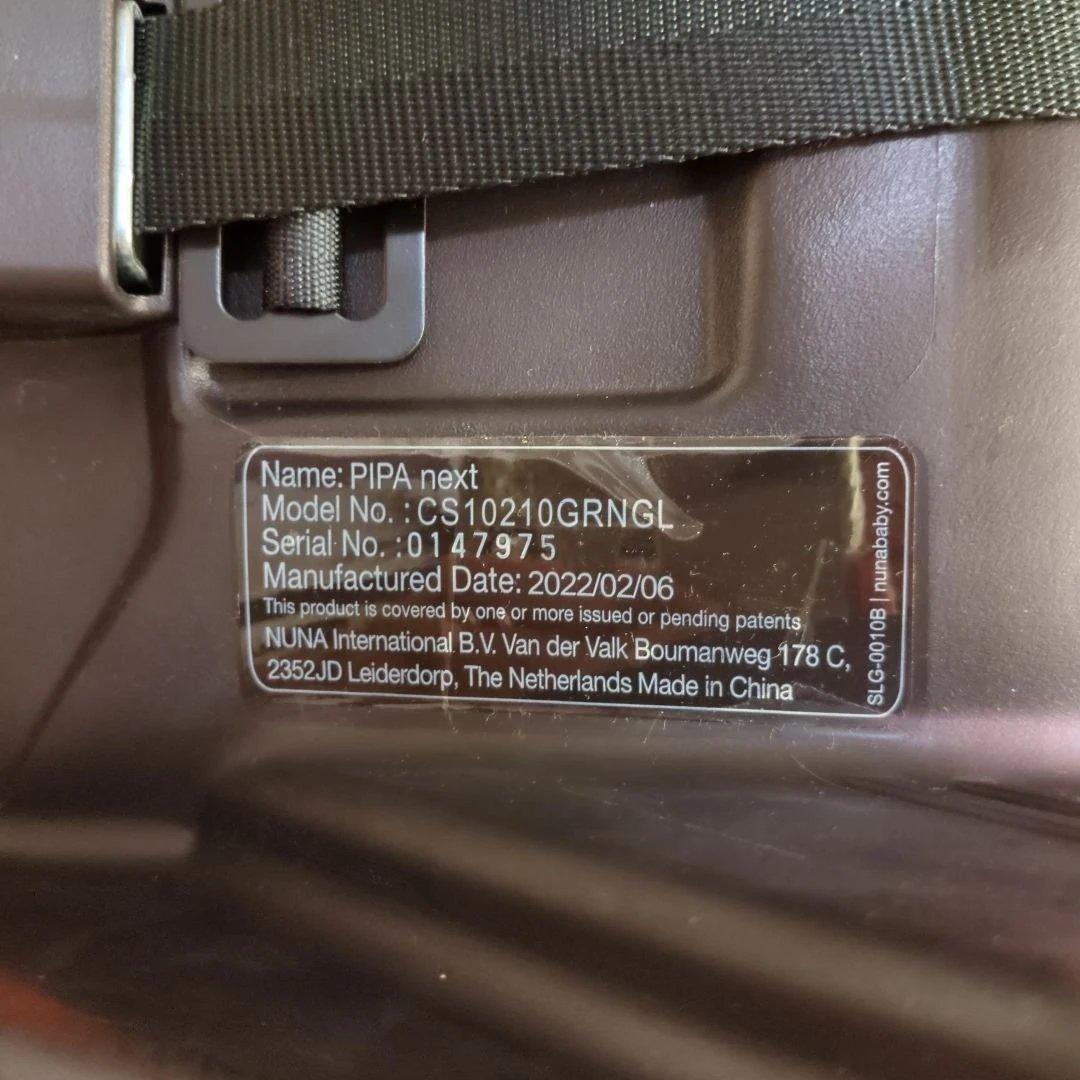 Name: PIPA next
Model No. :CS10210GRNGL
Serial No. :0147975
Manufactured Date: 2022/02/06
This product is covered by one or more issued or pending patents
NUNA International B.V. Van der Valk Boumanweg 178 C,
2352JD Leiderdorp, The Netherlands Made in China
SLG-0010B | nunababy.com